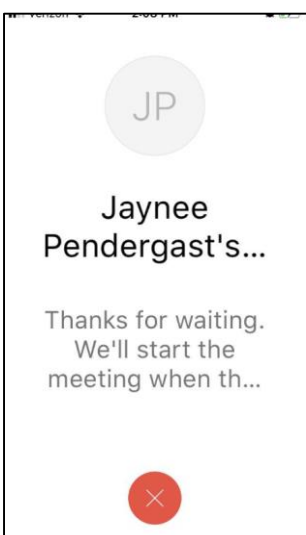 JP
Jaynee
Pendergast's...
Thanks for waiting.
We'll start the
meeting when th...